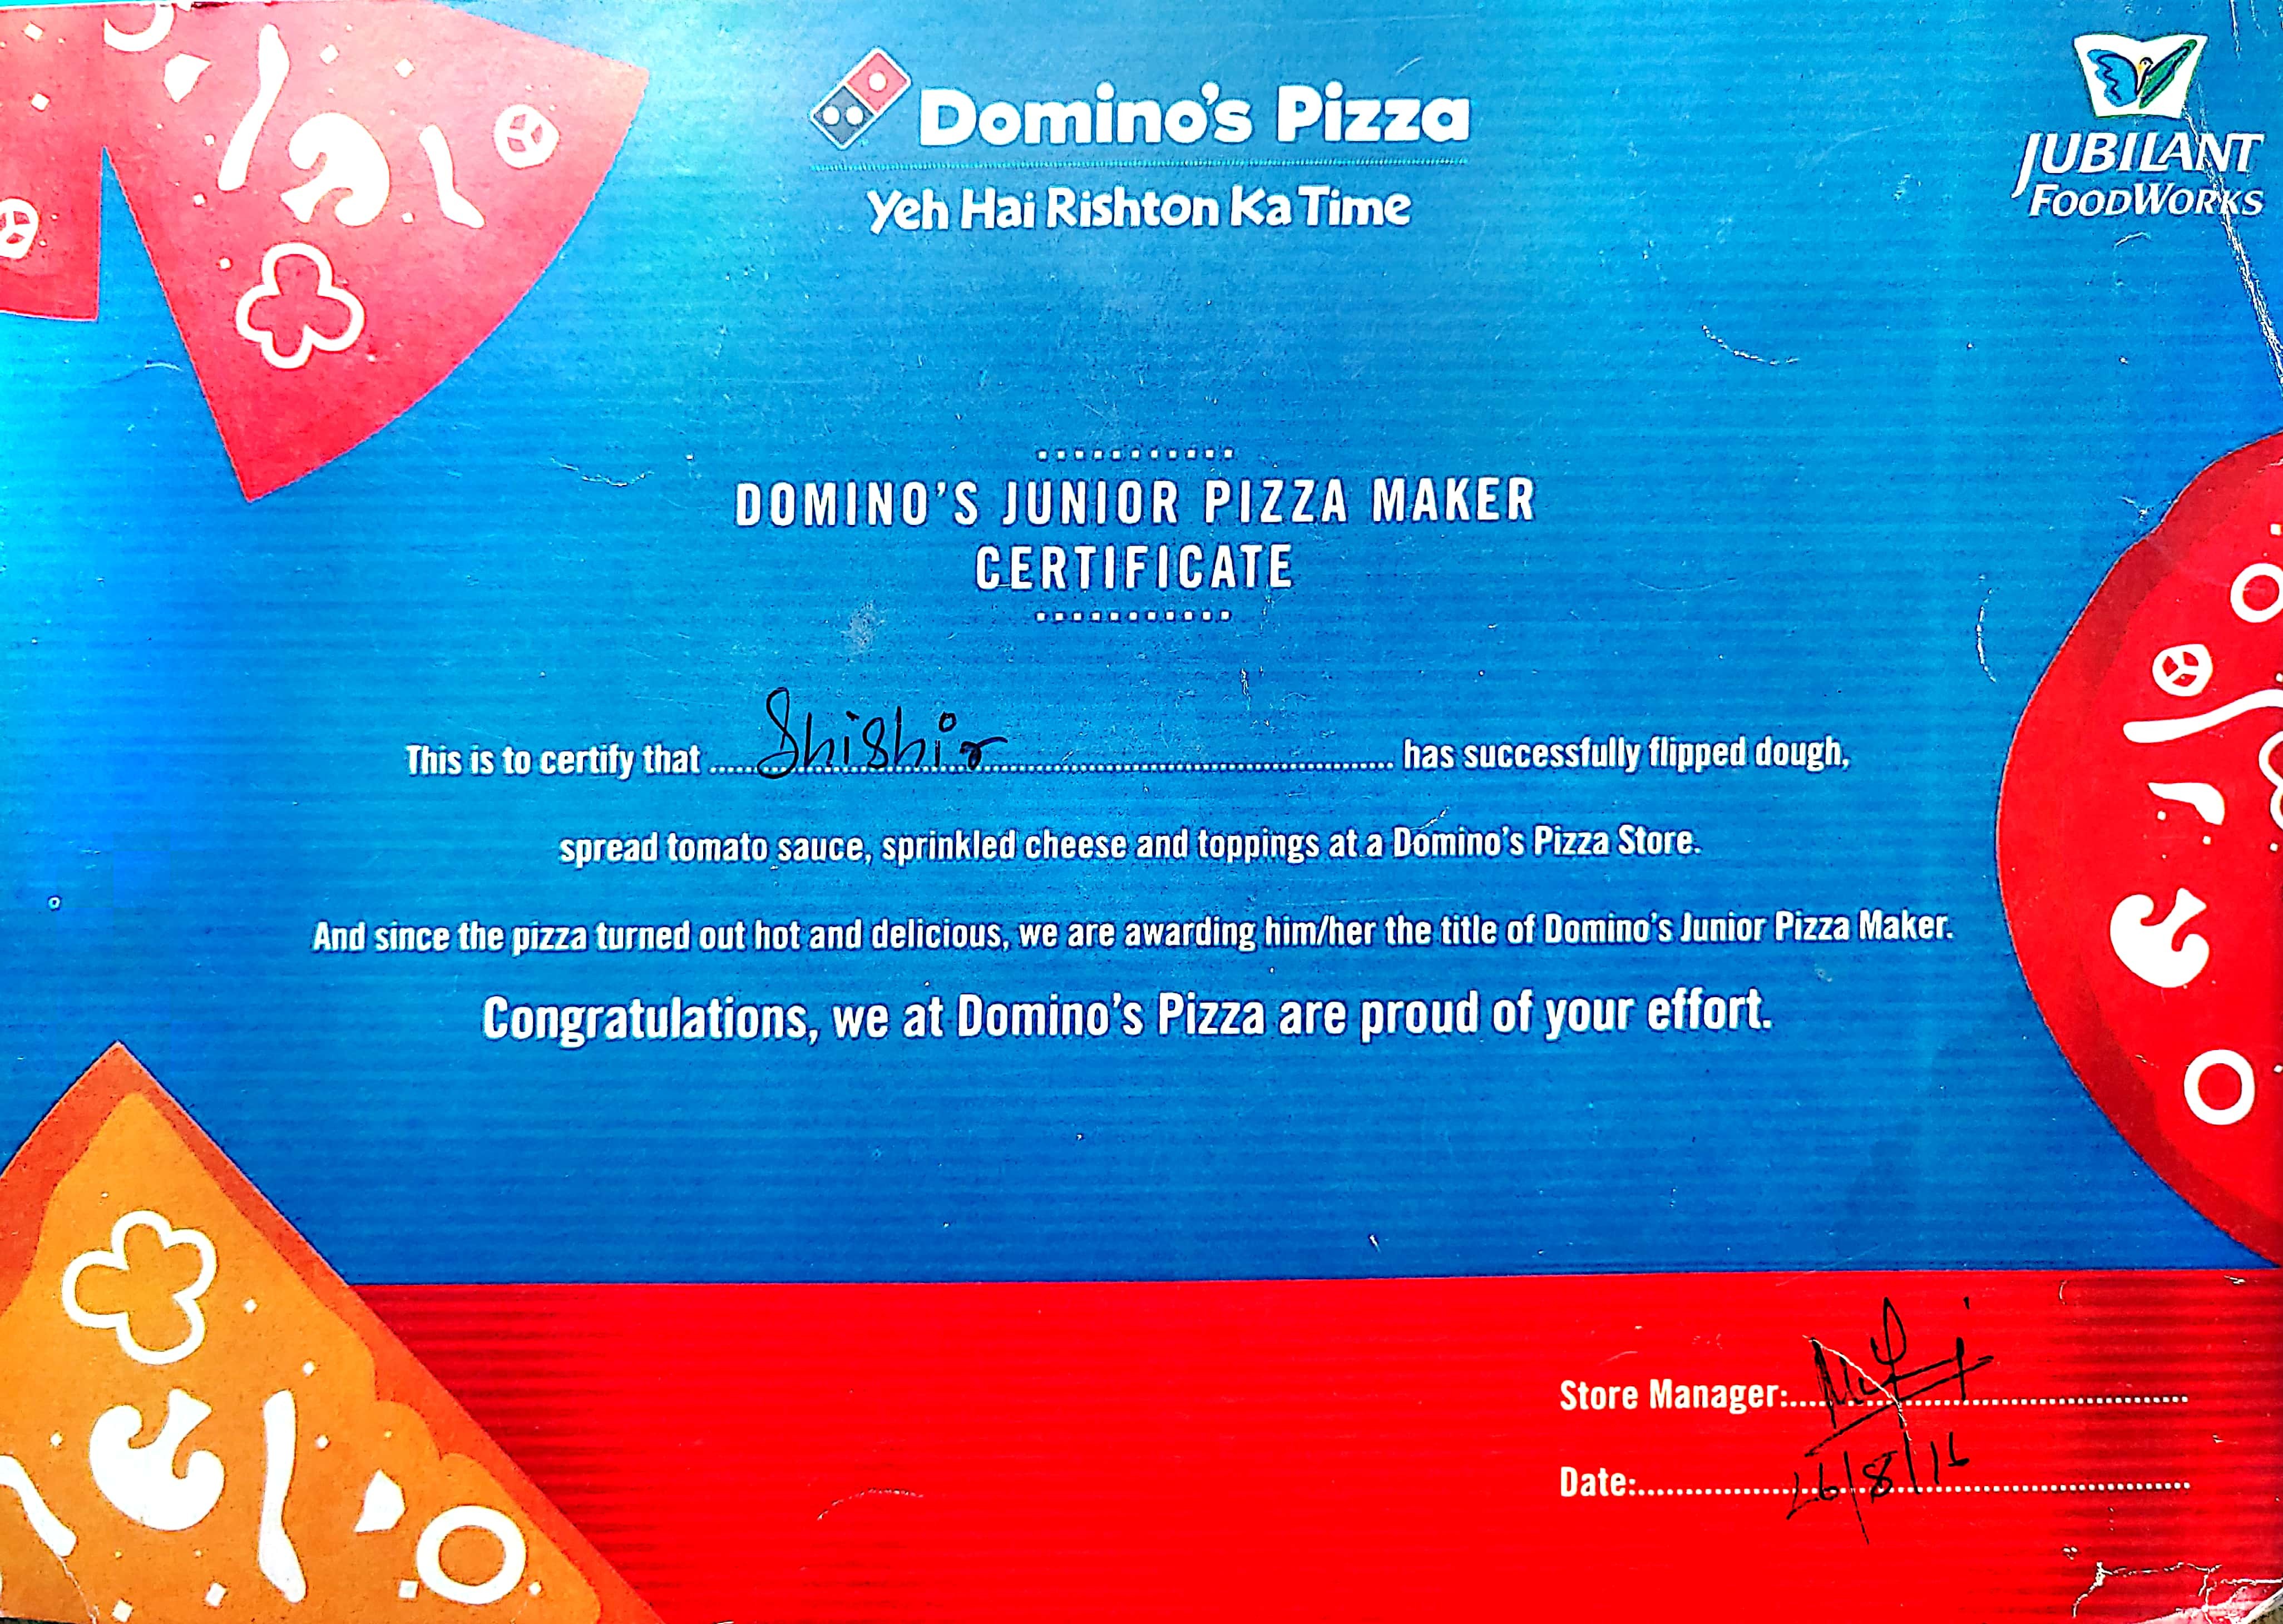 Domino's Pizza
Yeh Hai Rishton Ka Time
JUBILANT
FOODWORKS
DOMINO'S JUNIOR PIZZA MAKER
CERTIFICATE
This is to certify that Shishir has successfully flipped dough,
spread tomato sauce, sprinkled cheese and toppings at a Domino's Pizza Store.
And since the pizza turned out hot and delicious, we are awarding him/her the title of Domino's Junior Pizza Maker.
Congratulations, we at Domino's Pizza are proud of your effort.
Store Manager:
Date: 26/8/16